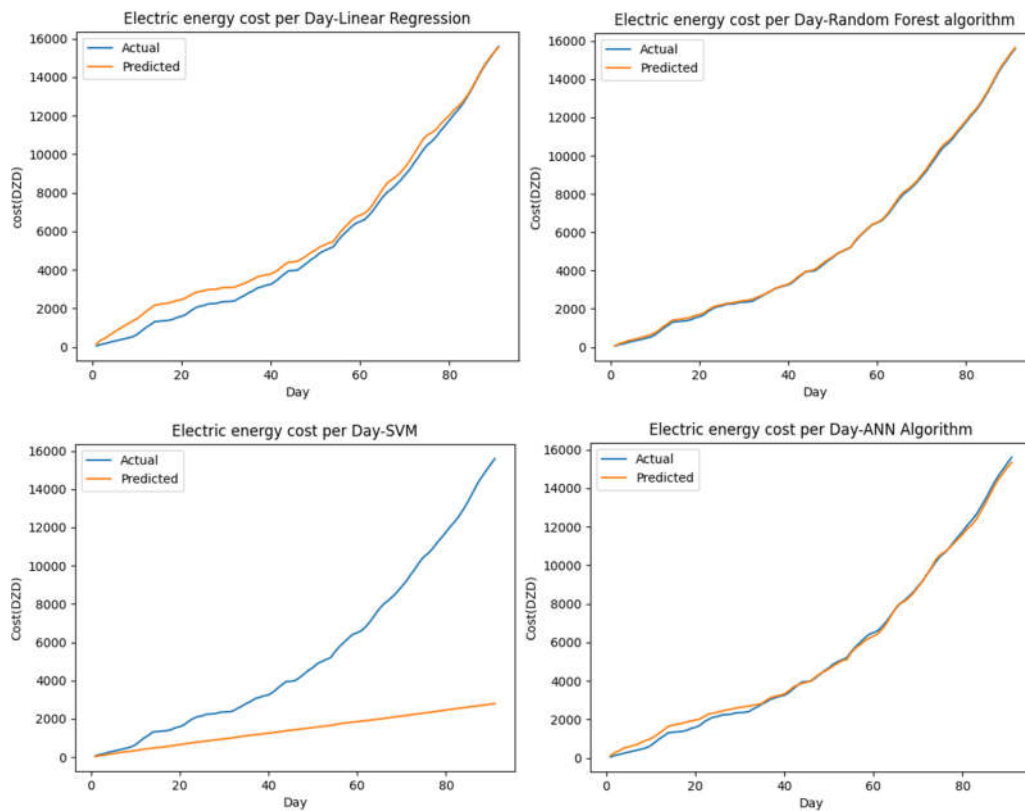 Electric energy cost per Day-Linear Regression
16000
14000
12000
10000
8000
6000
4000
2000
0
cost(DZD)
Actual
Predicted
0 20 40 60 80
Day
Electric energy cost per Day-Random Forest algorithm
16000
14000
12000
10000
8000
6000
4000
2000
0
Cost(DZD)
Actual
Predicted
0 20 40 60 80
Day
Electric energy cost per Day-SVM
16000
14000
12000
10000
8000
6000
4000
2000
0
Cost(DZD)
Actual
Predicted
0 20 40 60 80
Day
Electric energy cost per Day-ANN Algorithm
16000
14000
12000
10000
8000
6000
4000
2000
0
Cost(DZD)
Actual
Predicted
0 20 40 60 80
Day